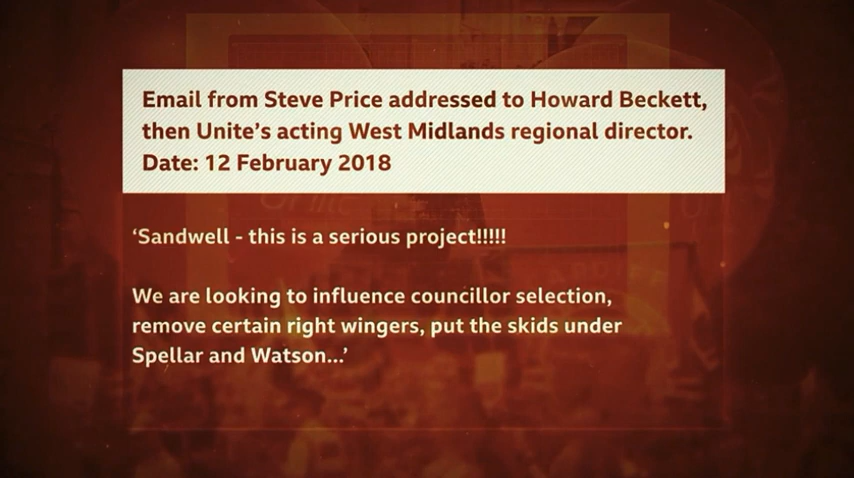 Email from Steve Price addressed to Howard Beckett,
then Unite’s acting West Midlands regional director.
Date: 12 February 2018
‘Sandwell - this is a serious project!!!!!
We are looking to influence councillor selection,
remove certain right wingers, put the skids under
Spellar and Watson...’